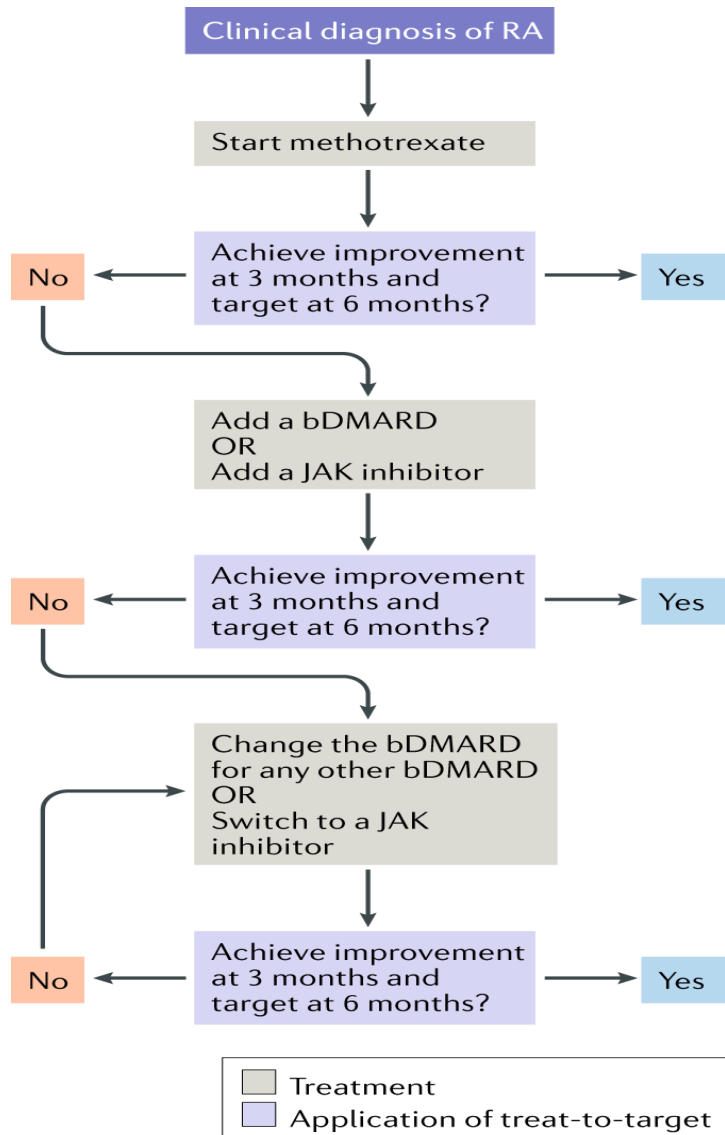 Clinical diagnosis of RA
Start methotrexate
Achieve improvement
at 3 months and
target at 6 months?
No
Yes
Add a bDMARD
OR
Add a JAK inhibitor
Achieve improvement
at 3 months and
target at 6 months?
No
Yes
Change the bDMARD
for any other bDMARD
OR
Switch to a JAK
inhibitor
Achieve improvement
at 3 months and
target at 6 months?
No
Yes
Treatment
Application of treat-to-target